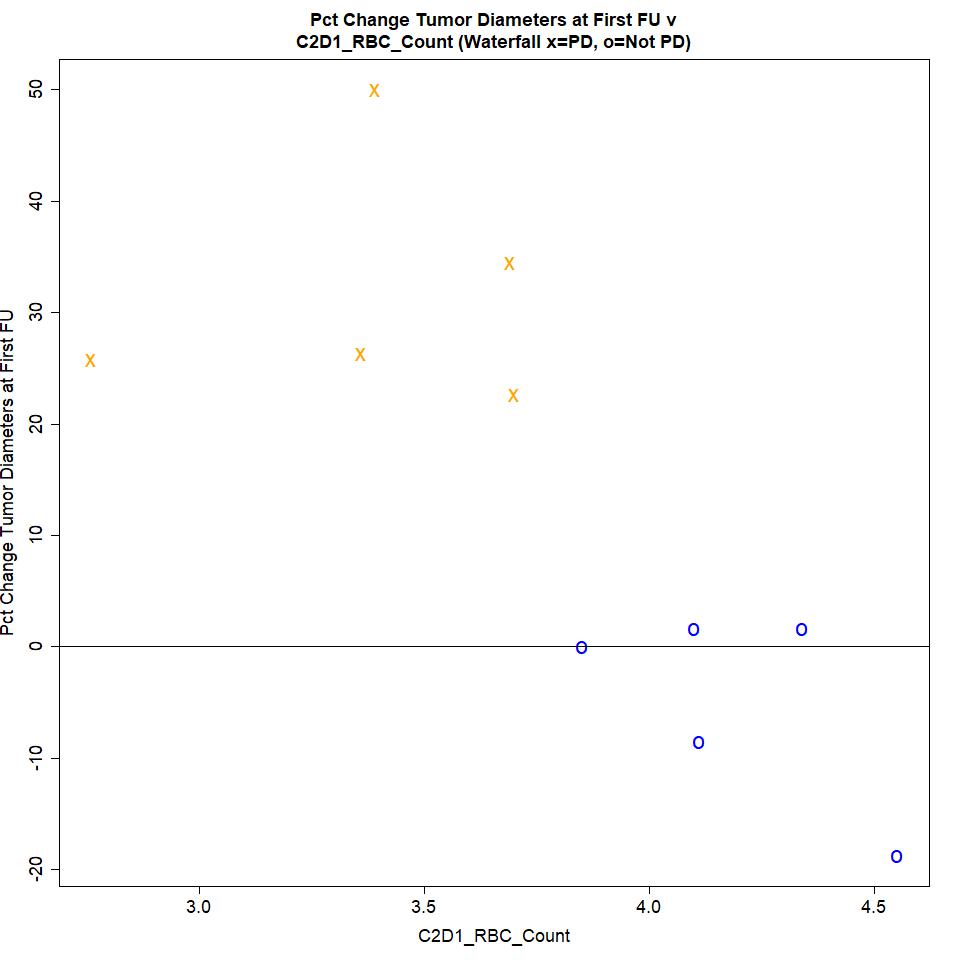 Pct Change Tumor Diameters at First FU v
C2D1_RBC_Count (Waterfall x=PD, o=Not PD)
Pct Change Tumor Diameters at First FU
50
40
30
20
10
0
-10
-20
X
X
X
X
X
O
O
O
O
O
3.0
3.5
4.0
4.5
C2D1_RBC_Count